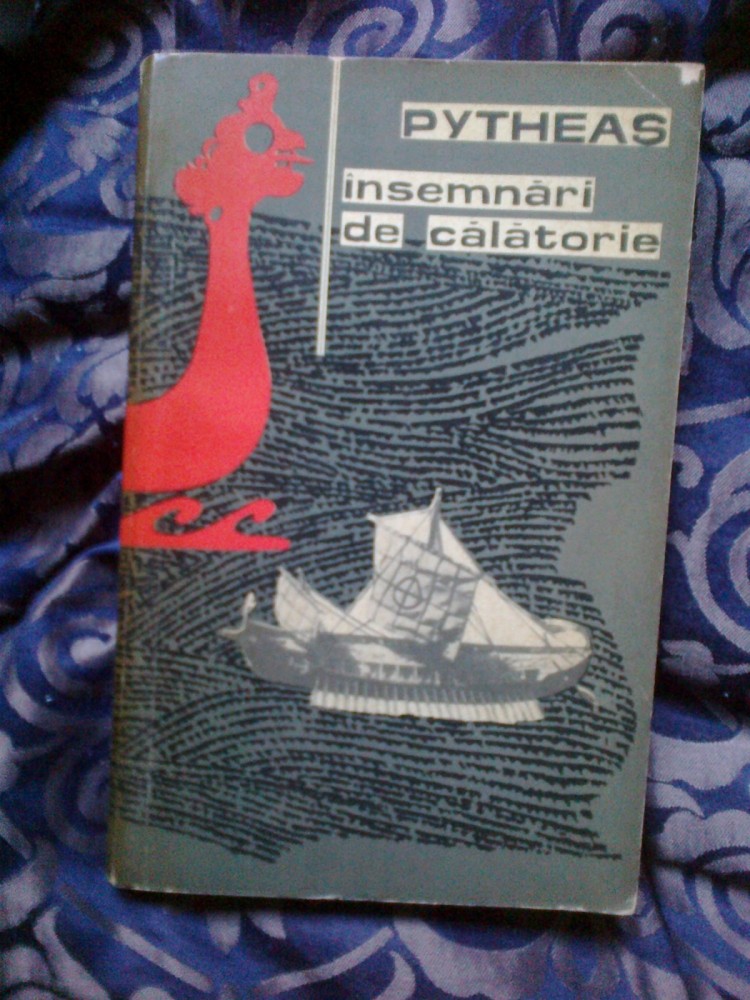 PYTHEAS
însemnări
de călătorie